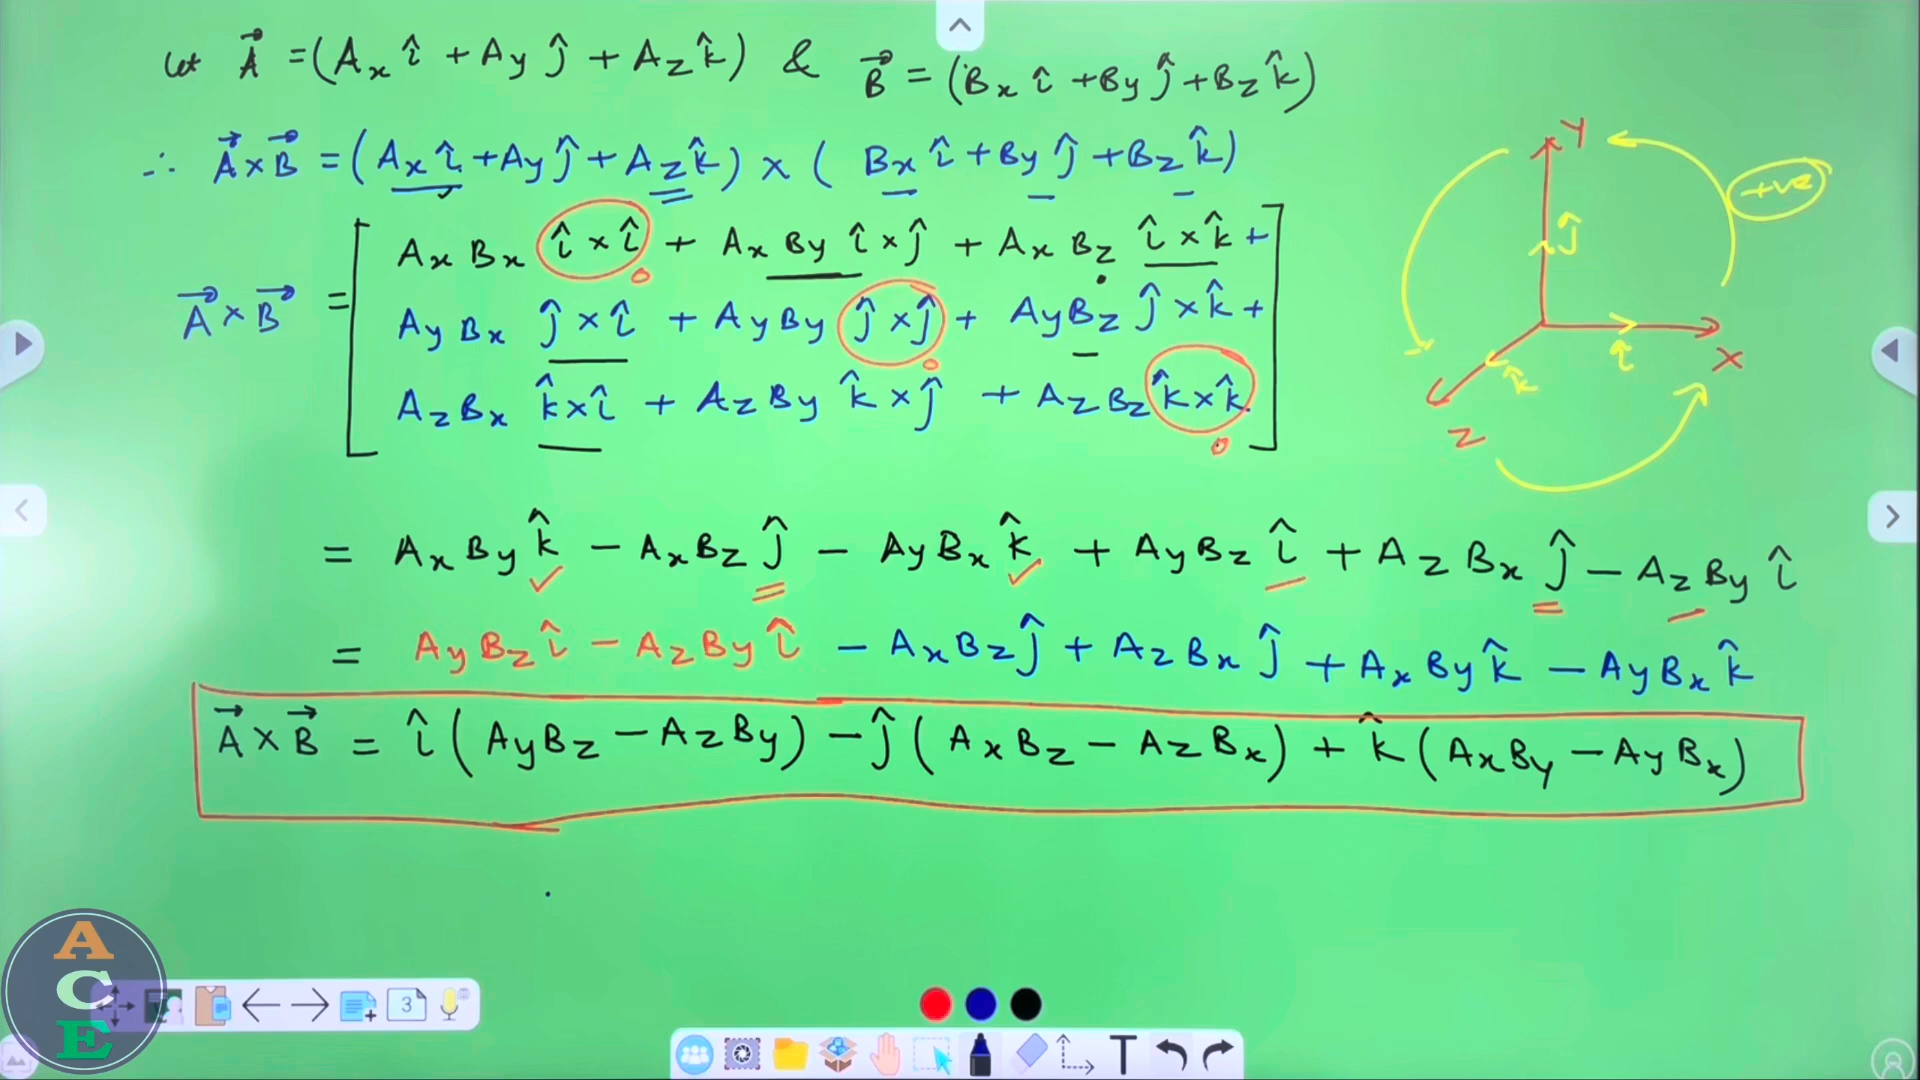 let A⃗ = (Aₓ î + Ay ĵ + Az k̂) & B⃗ = (Bₓ î + By ĵ + Bz k̂)
∴ A⃗ × B⃗ = (Aₓ î + Ay ĵ + Az k̂) × (Bₓ î + By ĵ + Bz k̂)
A⃗ × B⃗ = [ Aₓ Bₓ î × î + Aₓ By î × ĵ + Aₓ Bz î × k̂ +
Ay Bₓ ĵ × î + Ay By ĵ × ĵ + Ay Bz ĵ × k̂ +
Az Bₓ k̂ × î + Az By k̂ × ĵ + Az Bz k̂ × k̂ ]
0
0
0
= Aₓ By k̂ − Aₓ Bz ĵ − Ay Bₓ k̂ + Ay Bz î + Az Bₓ ĵ − Az By î
= Ay Bz î − Az By î − Aₓ Bz ĵ + Az Bₓ ĵ + Aₓ By k̂ − Ay Bₓ k̂
A⃗ × B⃗ = î (Ay Bz − Az By) − ĵ (Aₓ Bz − Az Bₓ) + k̂ (Aₓ By − Ay Bₓ)
Y
+ve
ĵ
î
X
k̂
Z
A
C
E
3
T